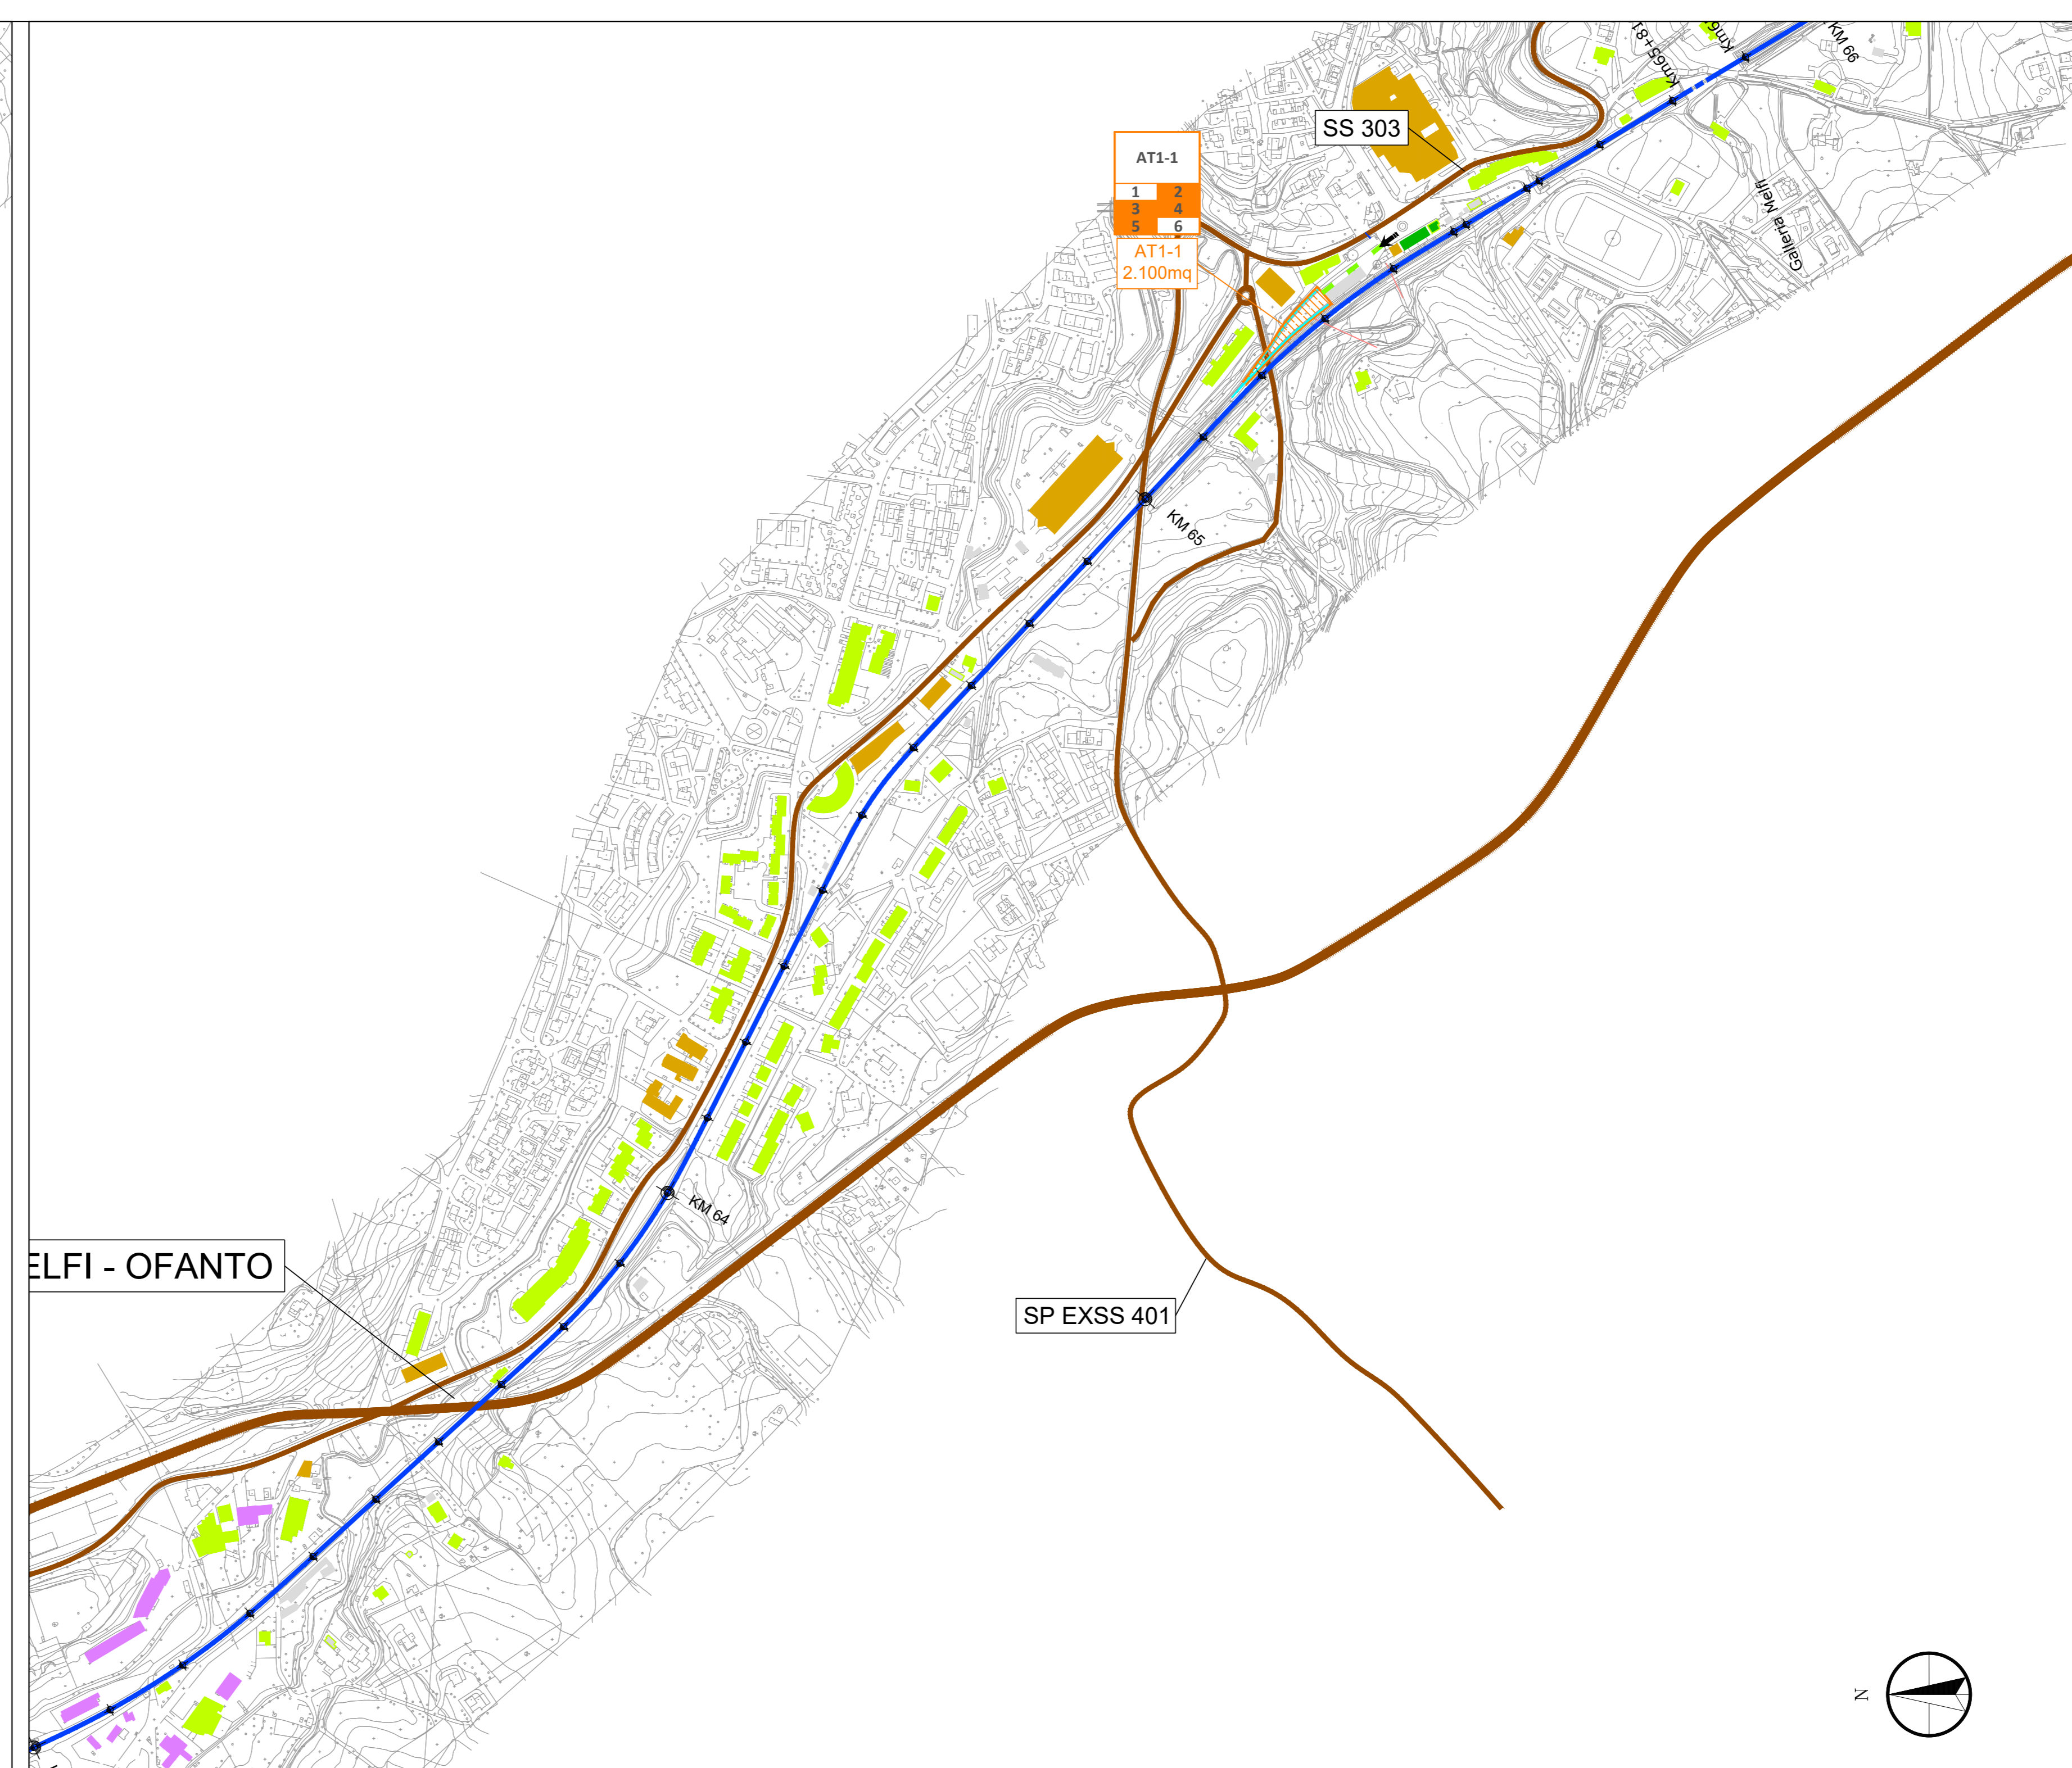 Km65+81
KM 66
SS 303
AT1-1
1 2
3 4
5 6
AT1-1
2.100mq
Galleria Melfi
KM 65
KM 64
ELFI - OFANTO
SP EXSS 401
N